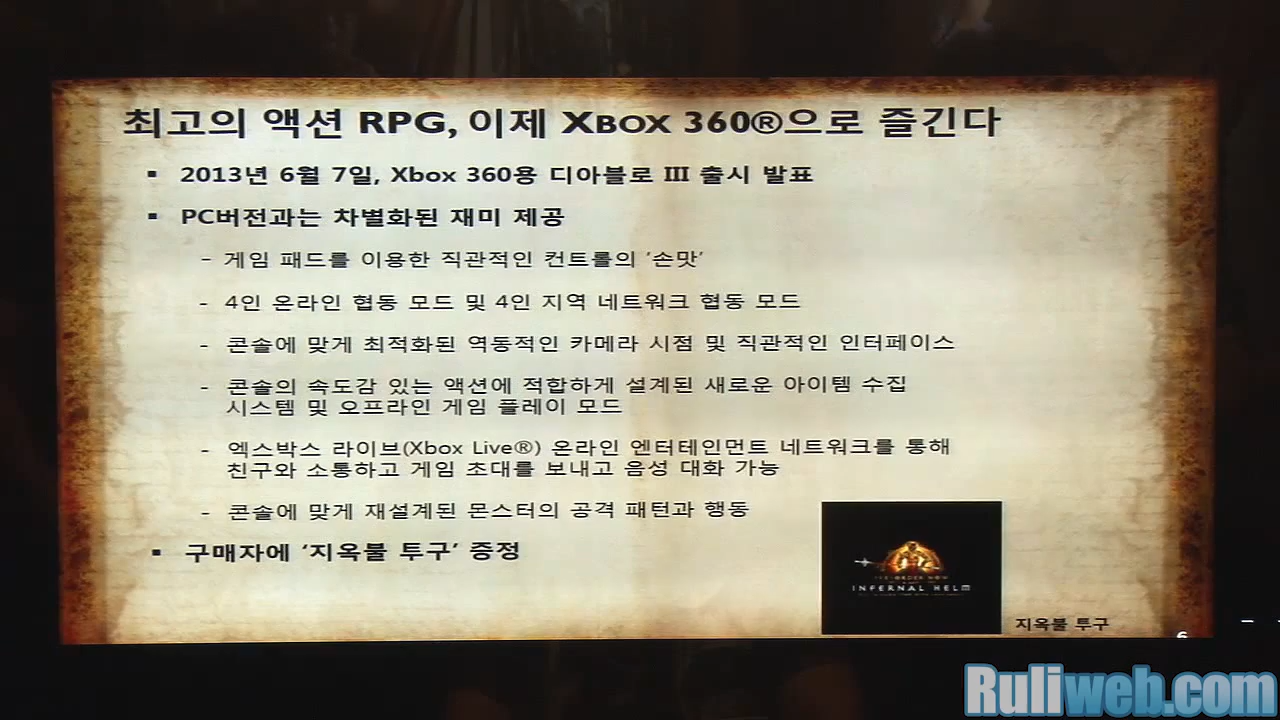 최고의 액션 RPG, 이제 XBOX 360®으로 즐긴다
▪ 2013년 6월 7일, Xbox 360용 디아블로 III 출시 발표
▪ PC버전과는 차별화된 재미 제공
- 게임 패드를 이용한 직관적인 컨트롤의 ‘손맛’
- 4인 온라인 협동 모드 및 4인 지역 네트워크 협동 모드
- 콘솔에 맞게 최적화된 역동적인 카메라 시점 및 직관적인 인터페이스
- 콘솔의 속도감 있는 액션에 적합하게 설계된 새로운 아이템 수집
시스템 및 오프라인 게임 플레이 모드
- 엑스박스 라이브(Xbox Live®) 온라인 엔터테인먼트 네트워크를 통해
친구와 소통하고 게임 초대를 보내고 음성 대화 가능
- 콘솔에 맞게 재설계된 몬스터의 공격 패턴과 행동
▪ 구매자에 ‘지옥불 투구’ 증정
PRE-ORDER NOW
INFERNAL HELM
지옥불 투구
6
Ruliweb.com